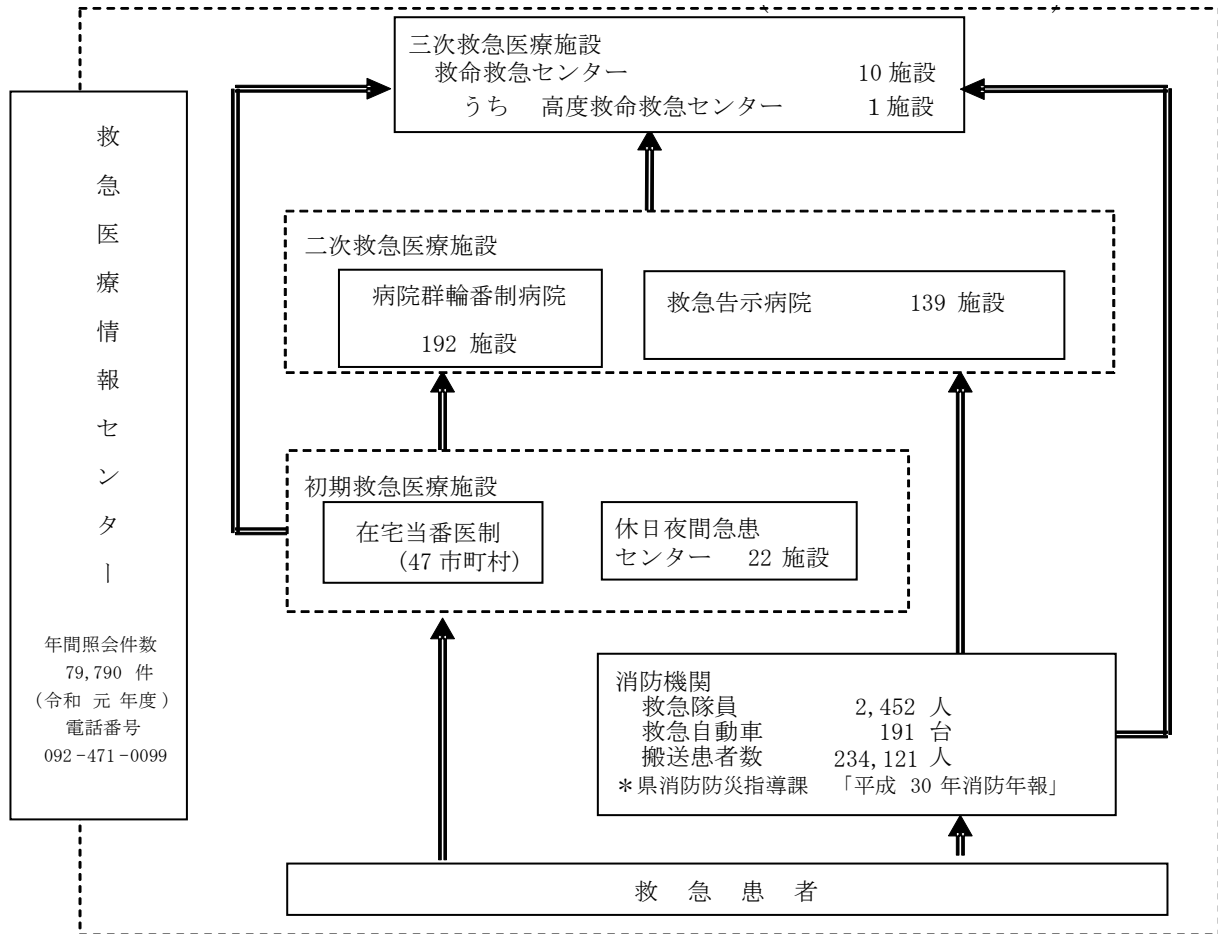 三次救急医療施設
救命救急センター 10 施設
うち 高度救命救急センター 1 施設
救急医療情報センター
年間照会件数
79,790 件
(令和 元 年度)
電話番号
092-471-0099
二次救急医療施設
病院群輪番制病院
192 施設
救急告示病院 139 施設
初期救急医療施設
在宅当番医制
(47 市町村)
休日夜間急患
センター 22 施設
消防機関
救急隊員 2,452 人
救急自動車 191 台
搬送患者数 234,121 人
*県消防防災指導課 「平成 30 年消防年報」
救急患者